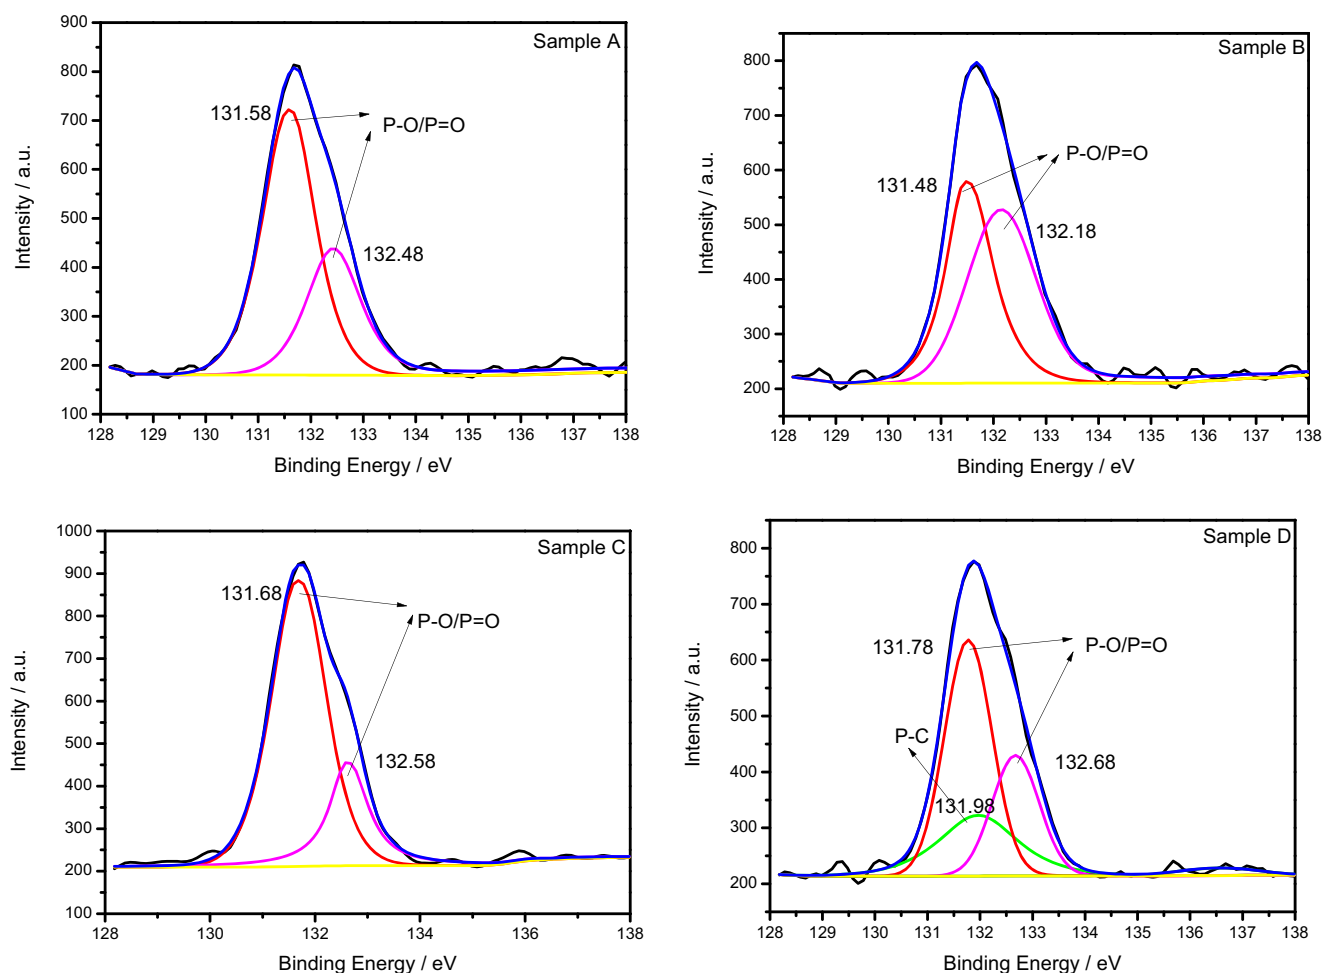 Sample A
900
800
700
600
500
400
300
200
100
131.58
P-O/P=O
132.48
128 129 130 131 132 133 134 135 136 137 138
Binding Energy / eV
Intensity / a.u.
Sample B
800
700
600
500
400
300
200
131.48
P-O/P=O
132.18
128 129 130 131 132 133 134 135 136 137 138
Binding Energy / eV
Intensity / a.u.
Sample C
1000
900
800
700
600
500
400
300
200
100
131.68
P-O/P=O
132.58
128 130 132 134 136 138
Binding Energy / eV
Intensity / a.u.
Sample D
800
700
600
500
400
300
200
131.78
P-O/P=O
P-C
132.68
131.98
128 129 130 131 132 133 134 135 136 137 138
Binding Energy / eV
Intensity / a.u.